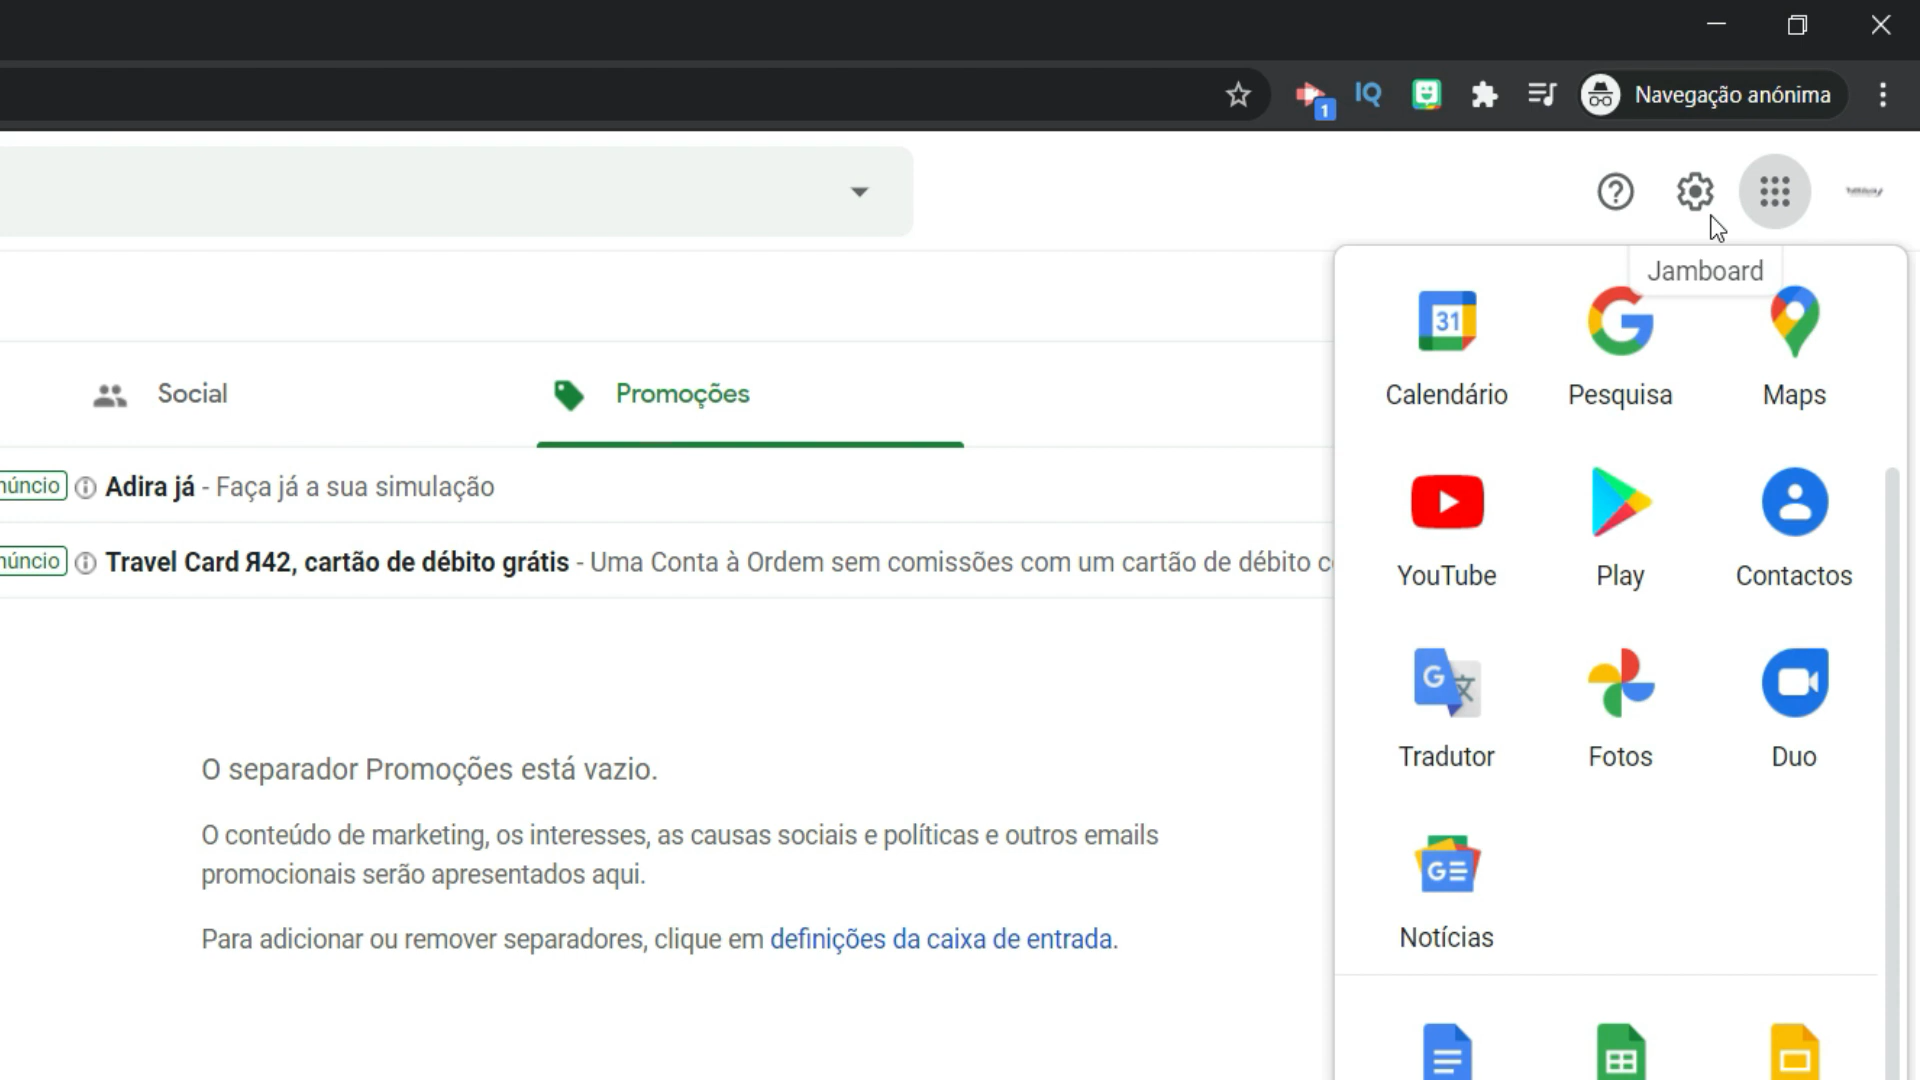 1
IQ
Navegação anónima
Jamboard
31
Calendário
Pesquisa
Maps
Social
Promoções
núncio Adira já - Faça já a sua simulação
núncio Travel Card Я42, cartão de débito grátis - Uma Conta à Ordem sem comissões com um cartão de débito c
YouTube
Play
Contactos
Tradutor
Fotos
Duo
O separador Promoções está vazio.
O conteúdo de marketing, os interesses, as causas sociais e políticas e outros emails
promocionais serão apresentados aqui.
Para adicionar ou remover separadores, clique em definições da caixa de entrada.
Notícias